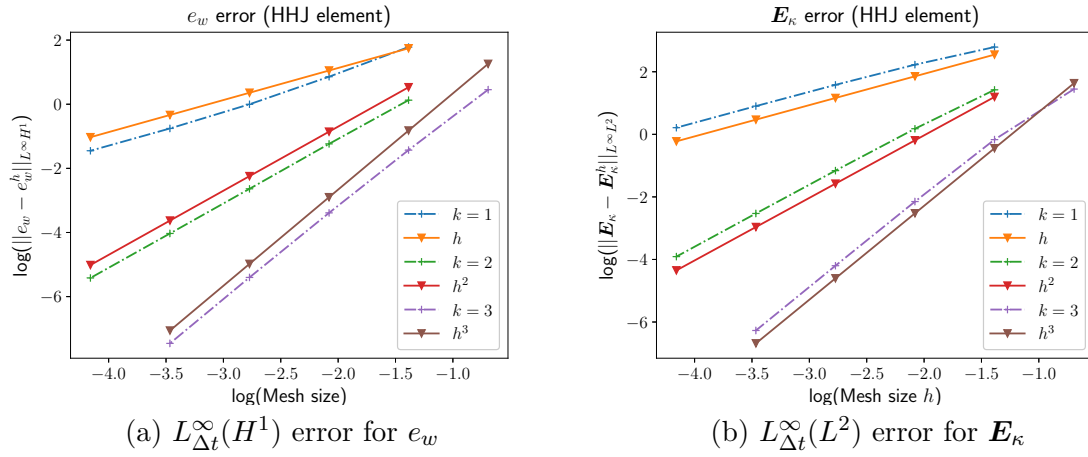 e_w error (HHJ element)
log(||e_w − e_w^h||_{L^∞ H^1})
2
0
−2
−4
−6
k = 1
h
k = 2
h^2
k = 3
h^3
−4.0 −3.5 −3.0 −2.5 −2.0 −1.5 −1.0
log(Mesh size)
(a) L^∞_{Δt}(H^1) error for e_w
E_κ error (HHJ element)
log(||E_κ − E_κ^h||_{L^∞ L^2})
2
0
−2
−4
−6
k = 1
h
k = 2
h^2
k = 3
h^3
−4.0 −3.5 −3.0 −2.5 −2.0 −1.5 −1.0
log(Mesh size h)
(b) L^∞_{Δt}(L^2) error for E_κ